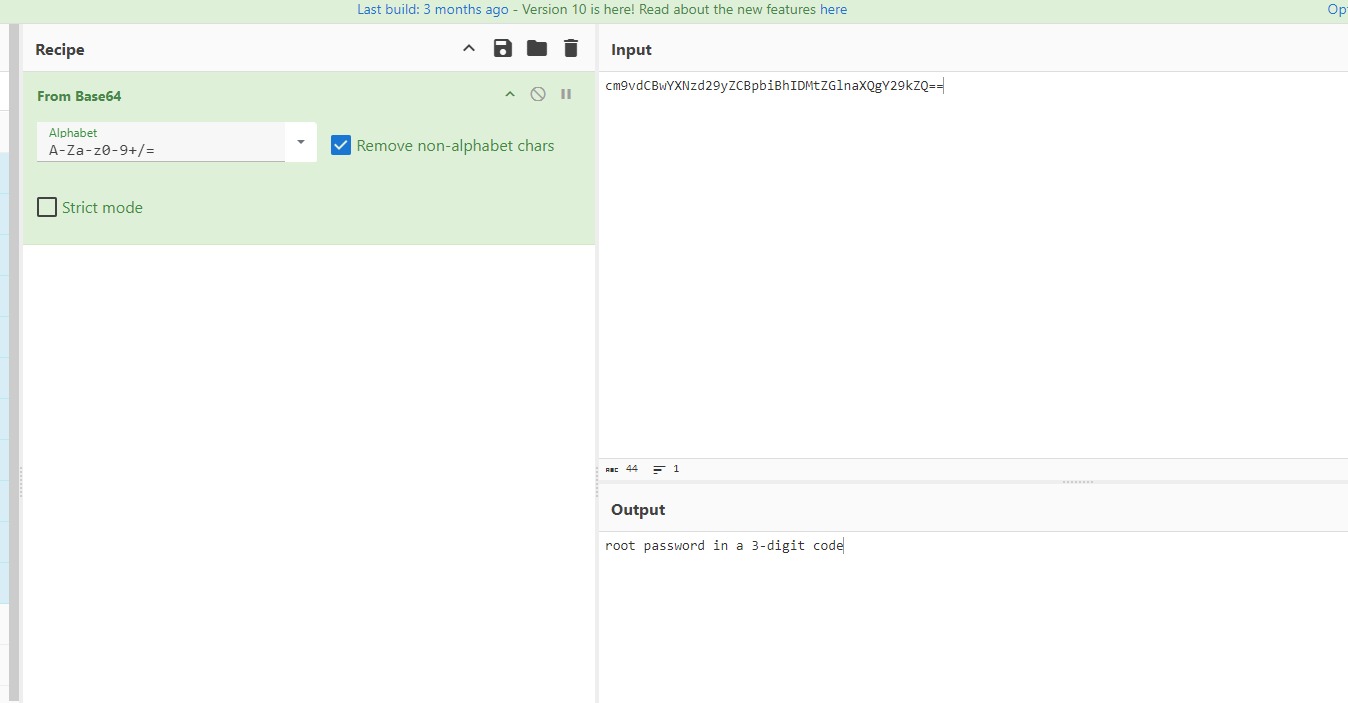 Last build: 3 months ago - Version 10 is here! Read about the new features here
Recipe
Input
From Base64
Alphabet
A-Za-z0-9+/=
Remove non-alphabet chars
Strict mode
cm9vdCBwYXNzd29yZCBpbiBhIDMtZGlnaXQgY29kZQ==
ABC 44 1
Output
root password in a 3-digit code